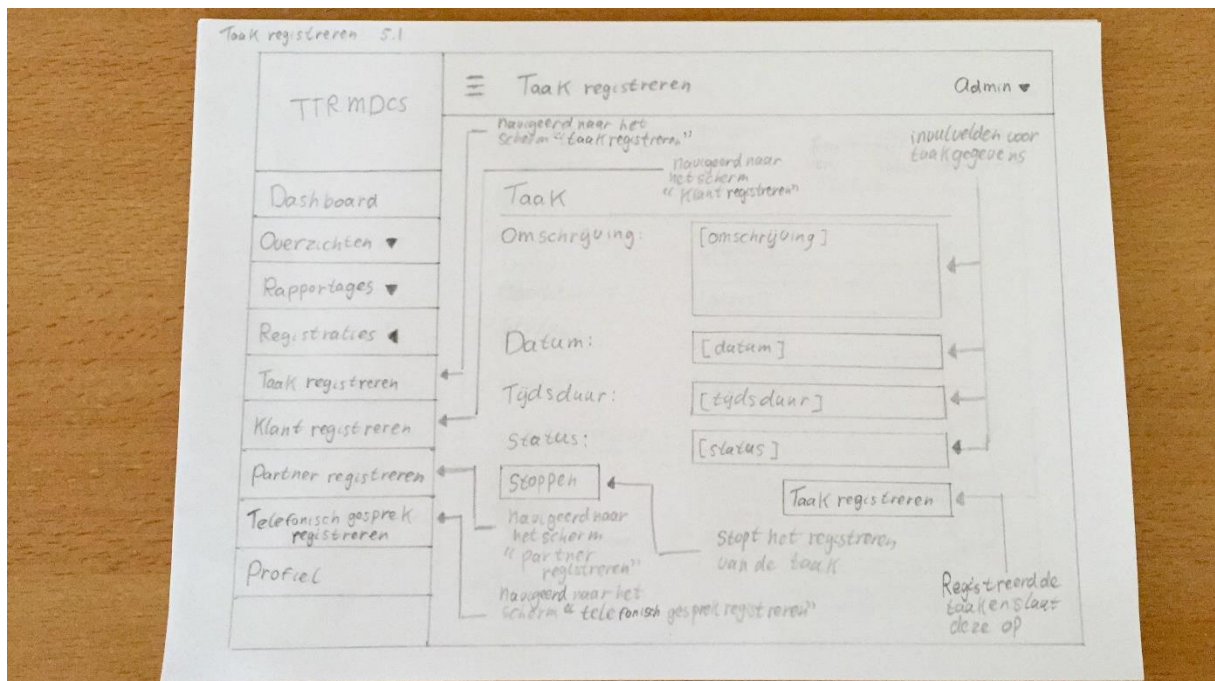 Taak registreren 5.1
TTR MDCS
Taak registreren
Admin
navigeerd naar het
scherm "taak registreren"
navigeerd naar
het scherm
"Klant registreren"
invulvelden voor
taakgegevens
Dashboard
Overzichten
Rapportages
Registraties
Taak registreren
Klant registreren
Partner registreren
Telefonisch gesprek
registreren
Profiel
Taak
Omschrijving:
[omschrijving]
Datum:
[datum]
Tijdsduur:
[tijdsduur]
Status:
[status]
Stoppen
Taak registreren
navigeerd naar
het scherm
"partner
registreren"
Stopt het registreren
van de taak
navigeerd naar het
scherm "telefonisch gesprek registreren"
Registreerd de
taak en slaat
deze op